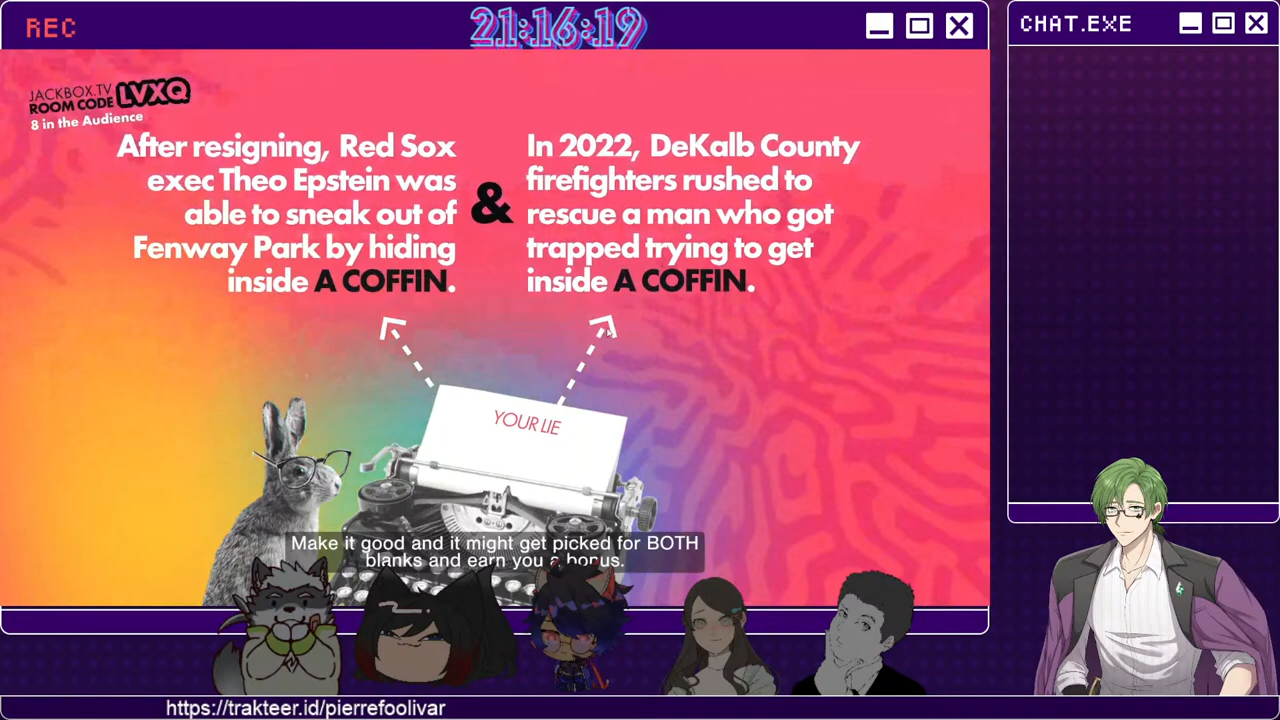 REC
21:16:19
CHAT.EXE
JACKBOX.TV
ROOM CODE LVXQ
8 in the Audience
After resigning, Red Sox
exec Theo Epstein was
able to sneak out of
Fenway Park by hiding
inside A COFFIN.
&
In 2022, DeKalb County
firefighters rushed to
rescue a man who got
trapped trying to get
inside A COFFIN.
YOUR LIE
Make it good and it might get picked for BOTH
blanks and earn you a bonus.
https://trakteer.id/pierrefoolivar